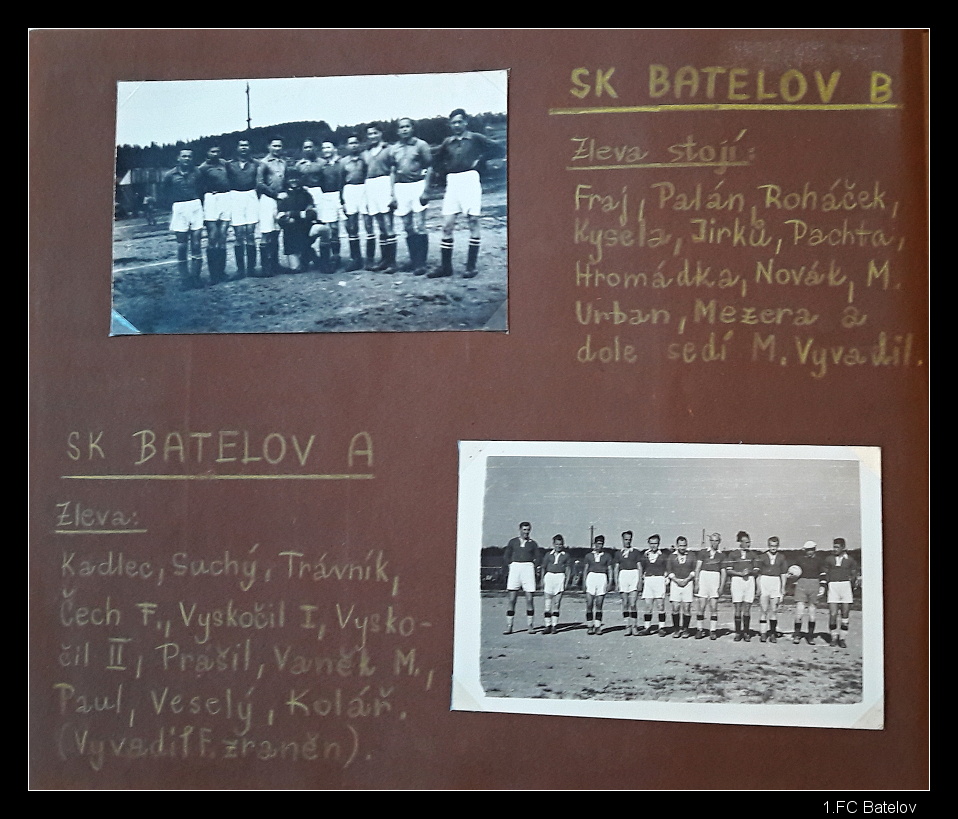 SK BATELOV B
Zleva stojí:
Fraj, Palán, Roháček,
Kysela, Jirků, Pachta,
Hromádka, Novák, M.
Urban, Mezera a
dole sedí M. Vyvadil.
SK BATELOV A
Zleva:
Kadlec, Suchý, Trávník,
Čech F., Vyskočil I, Vysko-
čil II, Prášil, Vaněk M.,
Paul, Veselý, Kolář.
(Vyvadil F. zraněn).
1.FC Batelov